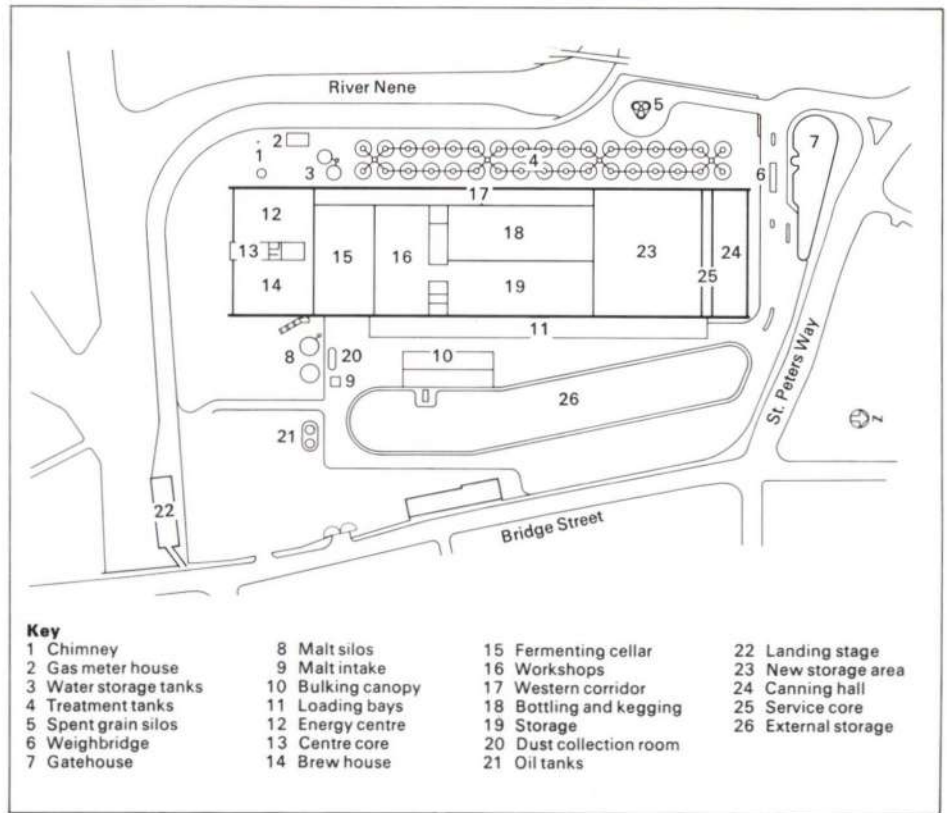 River Nene
5
2
1
3
4
7
6
17
12
18
13
15
16
23
24
14
19
25
11
8
20
10
9
26
St. Peters Way
N
21
22
Bridge Street
Key
1 Chimney
2 Gas meter house
3 Water storage tanks
4 Treatment tanks
5 Spent grain silos
6 Weighbridge
7 Gatehouse
8 Malt silos
9 Malt intake
10 Bulking canopy
11 Loading bays
12 Energy centre
13 Centre core
14 Brew house
15 Fermenting cellar
16 Workshops
17 Western corridor
18 Bottling and kegging
19 Storage
20 Dust collection room
21 Oil tanks
22 Landing stage
23 New storage area
24 Canning hall
25 Service core
26 External storage